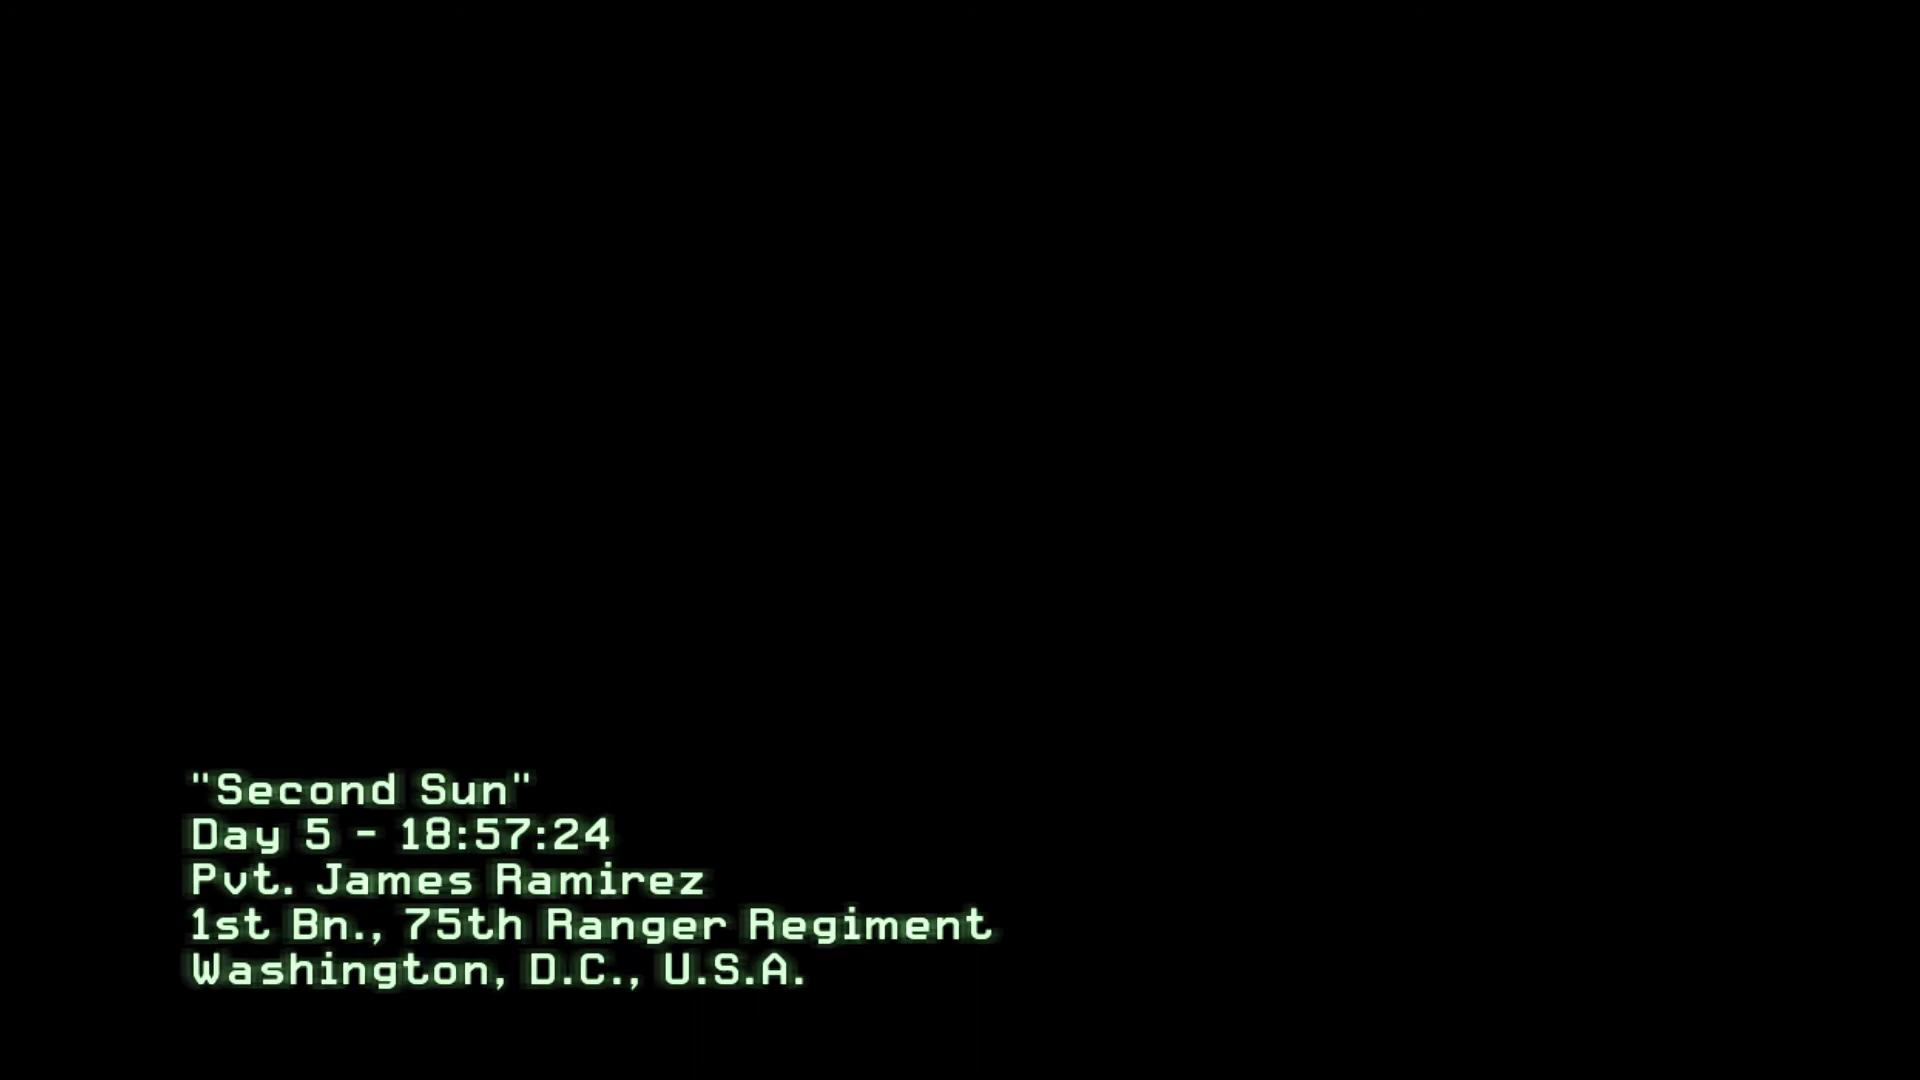 "Second Sun"
Day 5 - 18:57:24
Pvt. James Ramirez
1st Bn., 75th Ranger Regiment
Washington, D.C., U.S.A.